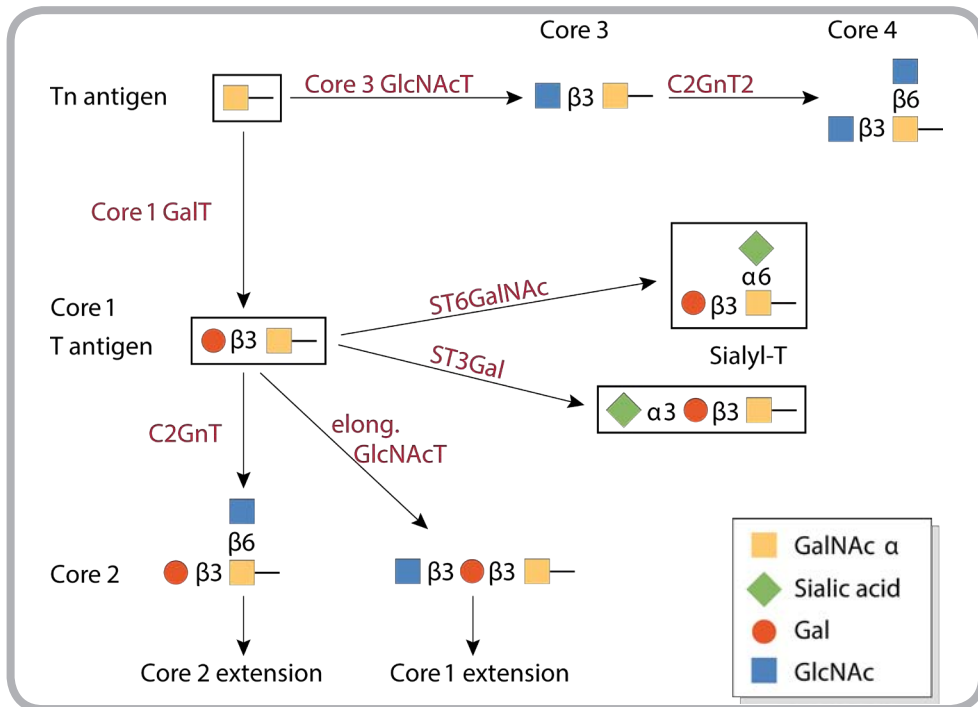 Core 3
Core 4
Tn antigen
Core 3 GlcNAcT
β3
C2GnT2
β6
β3
Core 1 GalT
ST6GalNAc
α6
β3
Core 1
T antigen
β3
Sialyl-T
ST3Gal
α3 β3
C2GnT
elong.
GlcNAcT
β6
Core 2
β3
β3 β3
Core 2 extension
Core 1 extension
GalNAc α
Sialic acid
Gal
GlcNAc